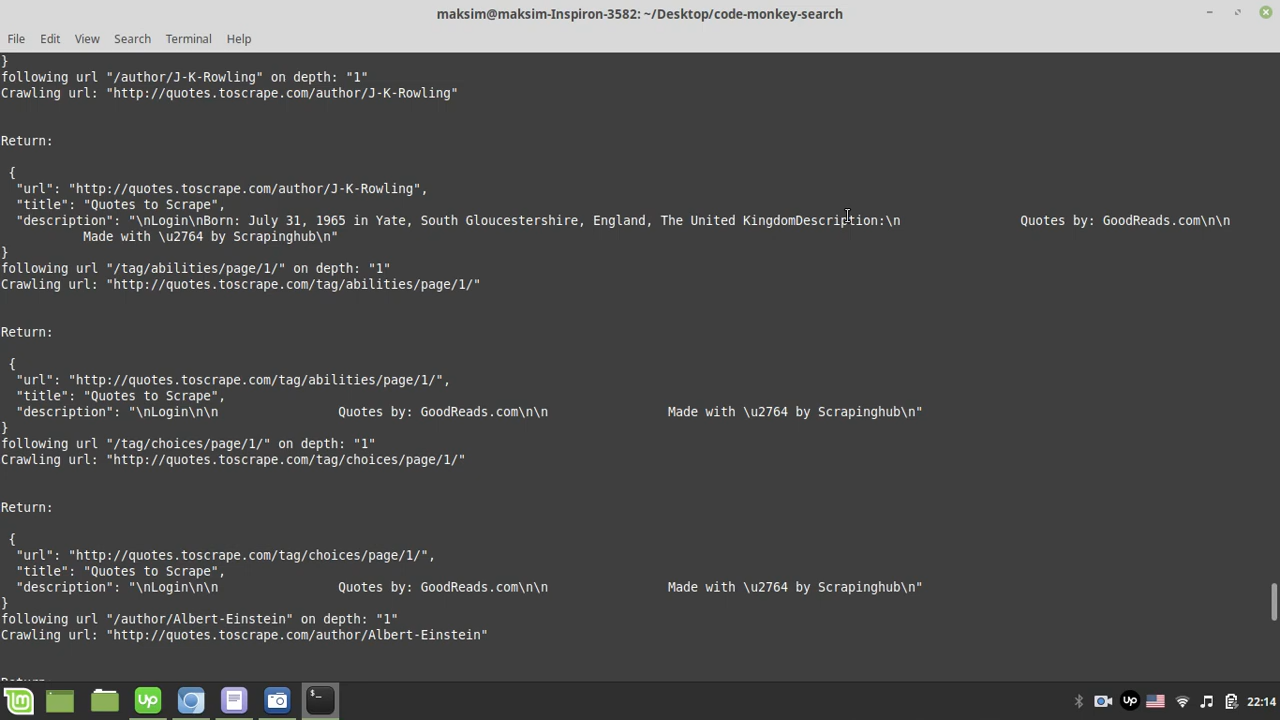 maksim@maksim-Inspiron-3582: ~/Desktop/code-monkey-search
File Edit View Search Terminal Help
}
following url "/author/J-K-Rowling" on depth: "1"
Crawling url: "http://quotes.toscrape.com/author/J-K-Rowling"
Return:
{
"url": "http://quotes.toscrape.com/author/J-K-Rowling",
"title": "Quotes to Scrape",
"description": "\nLogin\nBorn: July 31, 1965 in Yate, South Gloucestershire, England, The United KingdomDescription:\n Quotes by: GoodReads.com\n\n
Made with \u2764 by Scrapinghub\n"
}
following url "/tag/abilities/page/1/" on depth: "1"
Crawling url: "http://quotes.toscrape.com/tag/abilities/page/1/"
Return:
{
"url": "http://quotes.toscrape.com/tag/abilities/page/1/",
"title": "Quotes to Scrape",
"description": "\nLogin\n\n Quotes by: GoodReads.com\n\n Made with \u2764 by Scrapinghub\n"
}
following url "/tag/choices/page/1/" on depth: "1"
Crawling url: "http://quotes.toscrape.com/tag/choices/page/1/"
Return:
{
"url": "http://quotes.toscrape.com/tag/choices/page/1/",
"title": "Quotes to Scrape",
"description": "\nLogin\n\n Quotes by: GoodReads.com\n\n Made with \u2764 by Scrapinghub\n"
}
following url "/author/Albert-Einstein" on depth: "1"
Crawling url: "http://quotes.toscrape.com/author/Albert-Einstein"
up $_ up 22:14